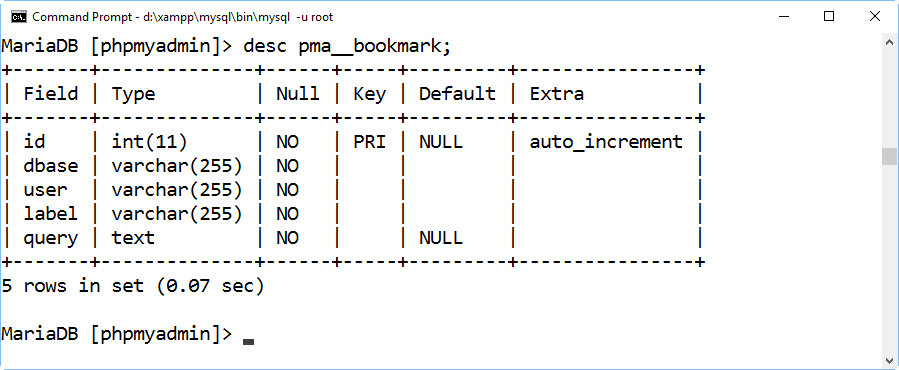 Command Prompt - d:\xampp\mysql\bin\mysql  -u root
MariaDB [phpmyadmin]> desc pma__bookmark;
+-------+--------------+------+-----+---------+----------------+
| Field | Type         | Null | Key | Default | Extra          |
+-------+--------------+------+-----+---------+----------------+
| id    | int(11)      | NO   | PRI | NULL    | auto_increment |
| dbase | varchar(255) | NO   |     |         |                |
| user  | varchar(255) | NO   |     |         |                |
| label | varchar(255) | NO   |     |         |                |
| query | text         | NO   |     | NULL    |                |
+-------+--------------+------+-----+---------+----------------+
5 rows in set (0.07 sec)
MariaDB [phpmyadmin]> _